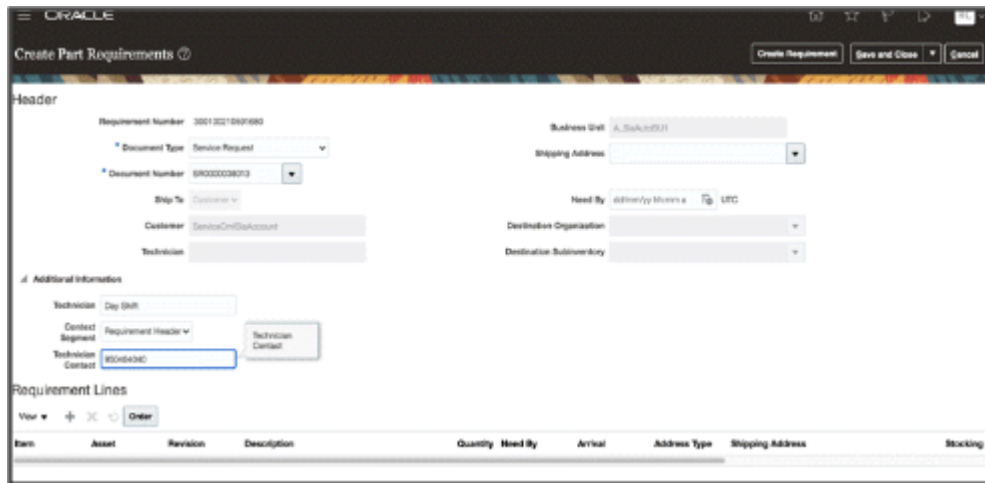 ORACLE
Create Part Requirements
Create Requirement Save and Close Cancel
Header
Requirement Number
Business Unit
Document Type Service Request
Shipping Address
Document Number
Ship To Customer
Need By UTC
Customer
Destination Organization
Technician
Destination Subinventory
Additional Information
Technician Day Shift
Context Segment Requirement Header
Technician Contact
Technician Contact
Requirement Lines
View Order
Item Asset Revision Description Quantity Need By Arrival Address Type Shipping Address Stocking